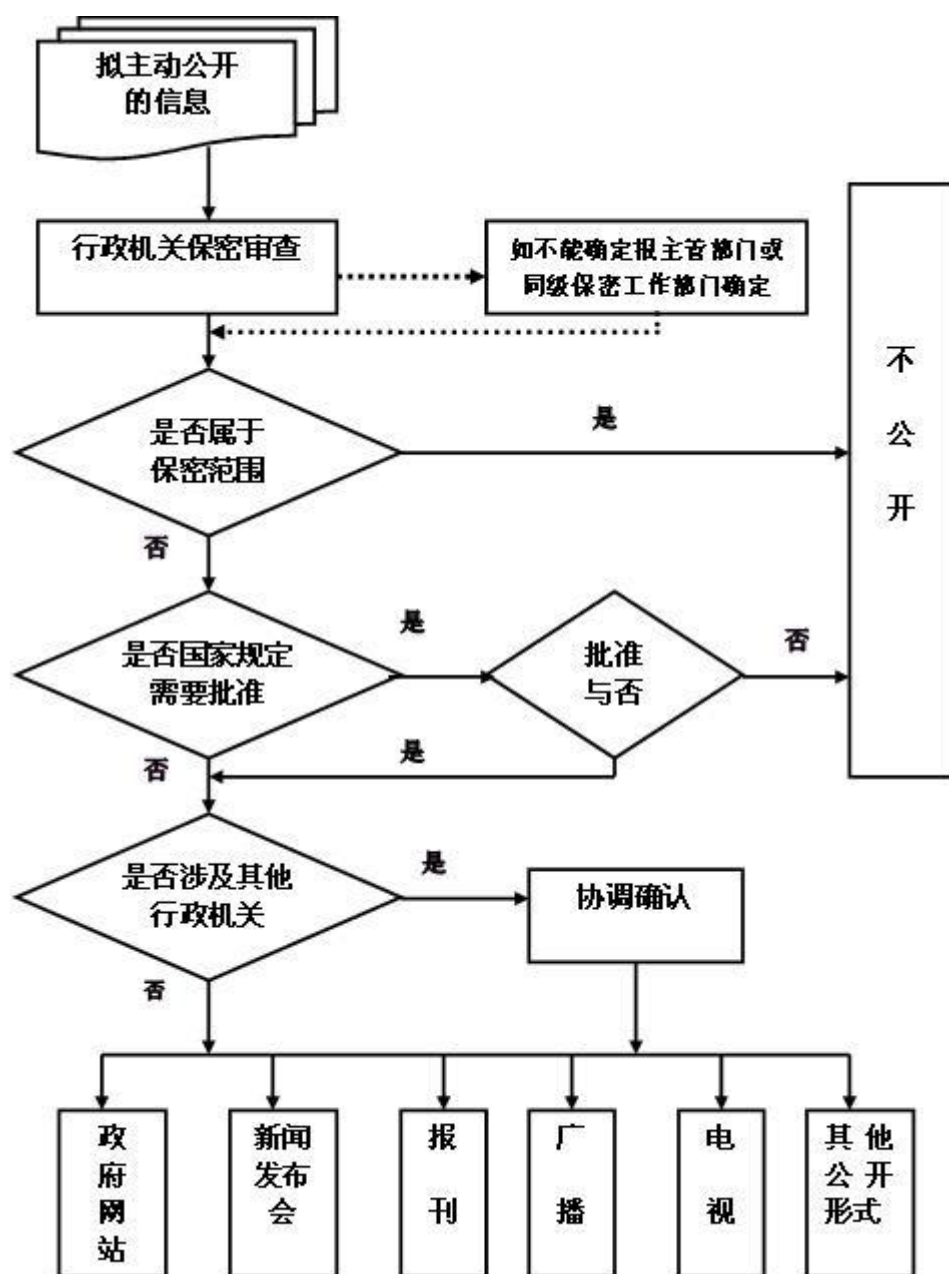 拟主动公开
的信息
行政机关保密审查
如不能确定报主管部门或
同级保密工作部门确定
是否属于
保密范围
是
不
公
开
否
是否国家规定
需要批准
是
批准
与否
否
是
否
是否涉及其他
行政机关
是
协调确认
否
政
府
网
站
新闻
发布
会
报
刊
广
播
电
视
其 他
公 开
形式